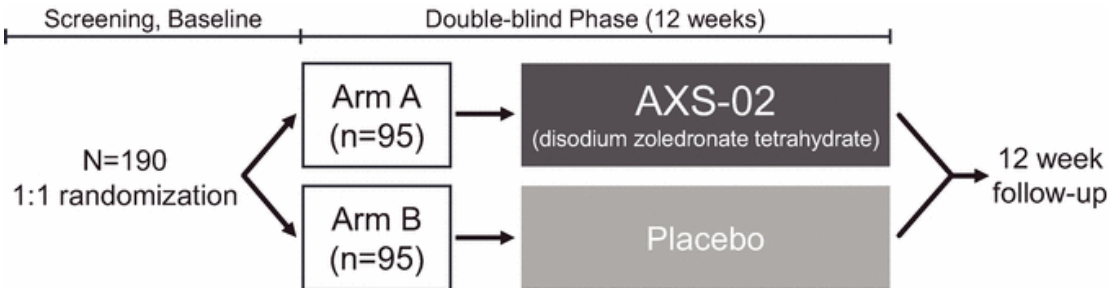 Screening, Baseline
Double-blind Phase (12 weeks)
N=190
1:1 randomization
Arm A
(n=95)
AXS-02
(disodium zoledronate tetrahydrate)
Arm B
(n=95)
Placebo
12 week
follow-up